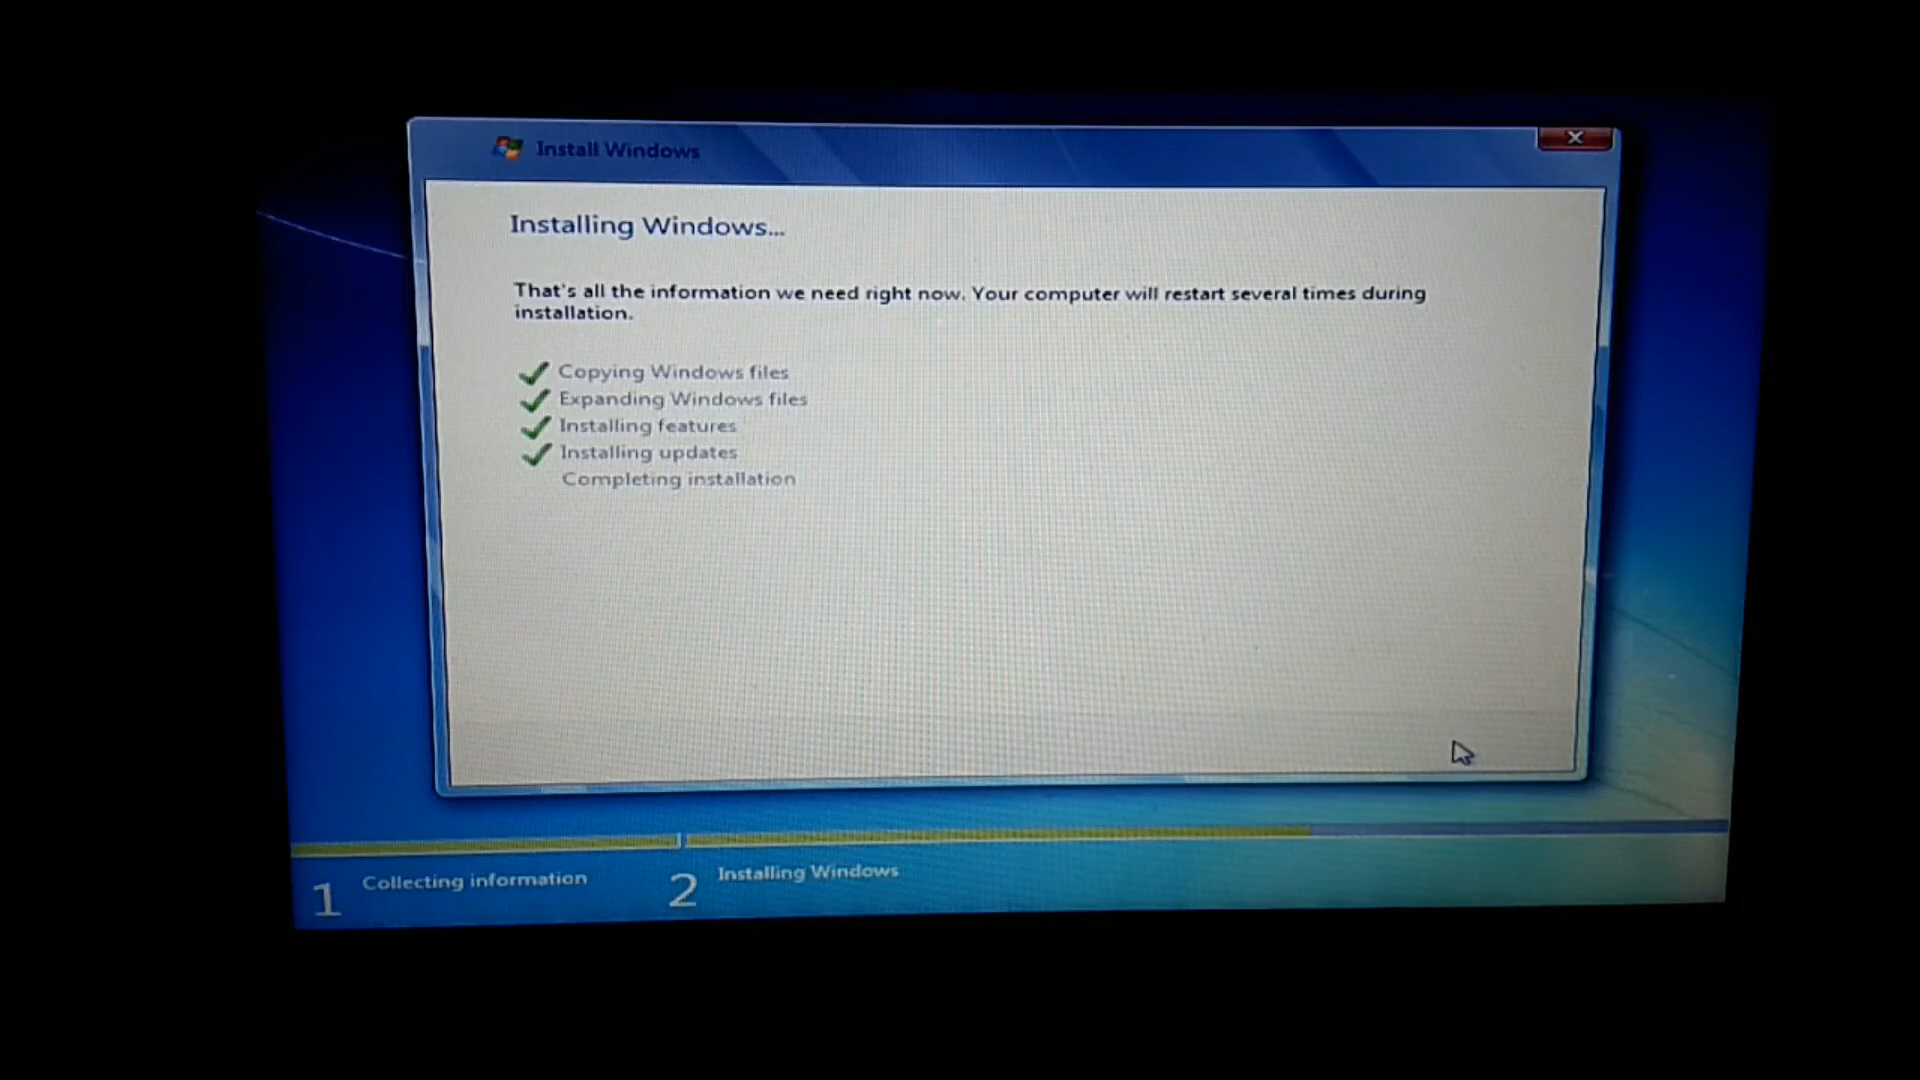 Install Windows
Installing Windows...
That's all the information we need right now. Your computer will restart several times during
installation.
Copying Windows files
Expanding Windows files
Installing features
Installing updates
Completing installation
1 Collecting information
2 Installing Windows